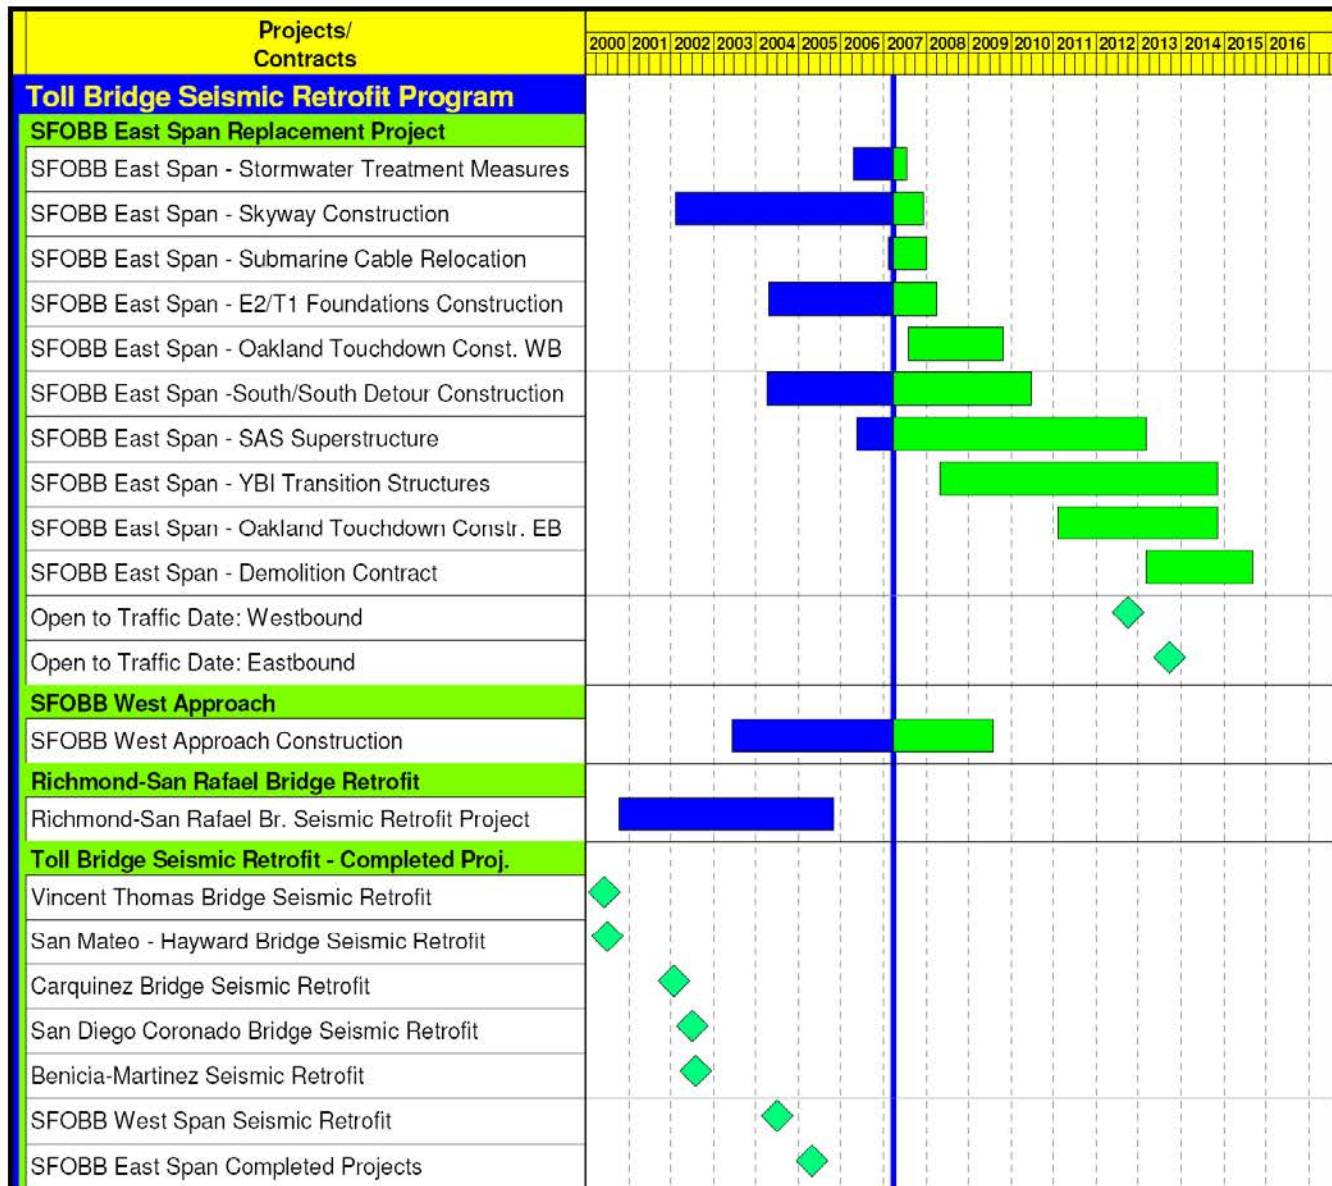 Projects/
Contracts
2000 2001 2002 2003 2004 2005 2006 2007 2008 2009 2010 2011 2012 2013 2014 2015 2016
Toll Bridge Seismic Retrofit Program
SFOBB East Span Replacement Project
SFOBB East Span - Stormwater Treatment Measures
SFOBB East Span - Skyway Construction
SFOBB East Span - Submarine Cable Relocation
SFOBB East Span - E2/T1 Foundations Construction
SFOBB East Span - Oakland Touchdown Const. WB
SFOBB East Span -South/South Detour Construction
SFOBB East Span - SAS Superstructure
SFOBB East Span - YBI Transition Structures
SFOBB East Span - Oakland Touchdown Constr. EB
SFOBB East Span - Demolition Contract
Open to Traffic Date: Westbound
Open to Traffic Date: Eastbound
SFOBB West Approach
SFOBB West Approach Construction
Richmond-San Rafael Bridge Retrofit
Richmond-San Rafael Br. Seismic Retrofit Project
Toll Bridge Seismic Retrofit - Completed Proj.
Vincent Thomas Bridge Seismic Retrofit
San Mateo - Hayward Bridge Seismic Retrofit
Carquinez Bridge Seismic Retrofit
San Diego Coronado Bridge Seismic Retrofit
Benicia-Martinez Seismic Retrofit
SFOBB West Span Seismic Retrofit
SFOBB East Span Completed Projects